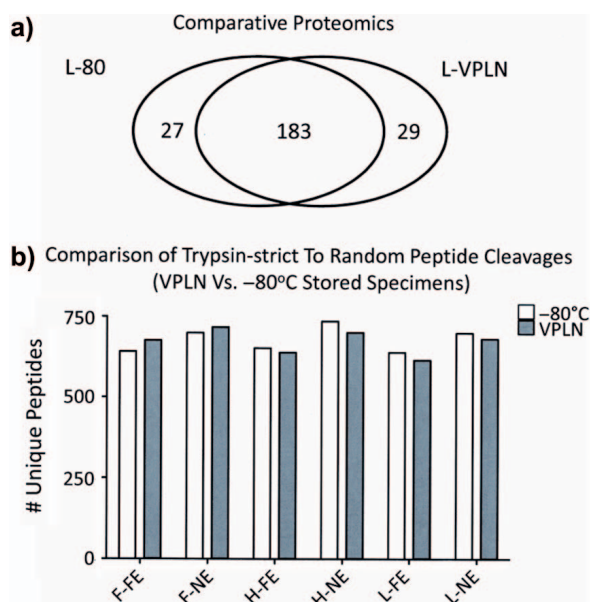 a)
Comparative Proteomics
L-80
L-VPLN
27
183
29
b)
Comparison of Trypsin-strict To Random Peptide Cleavages
(VPLN Vs. –80°C Stored Specimens)
–80°C
VPLN
# Unique Peptides
750
500
250
0
F-FE
F-NE
H-FE
H-NE
L-FE
L-NE